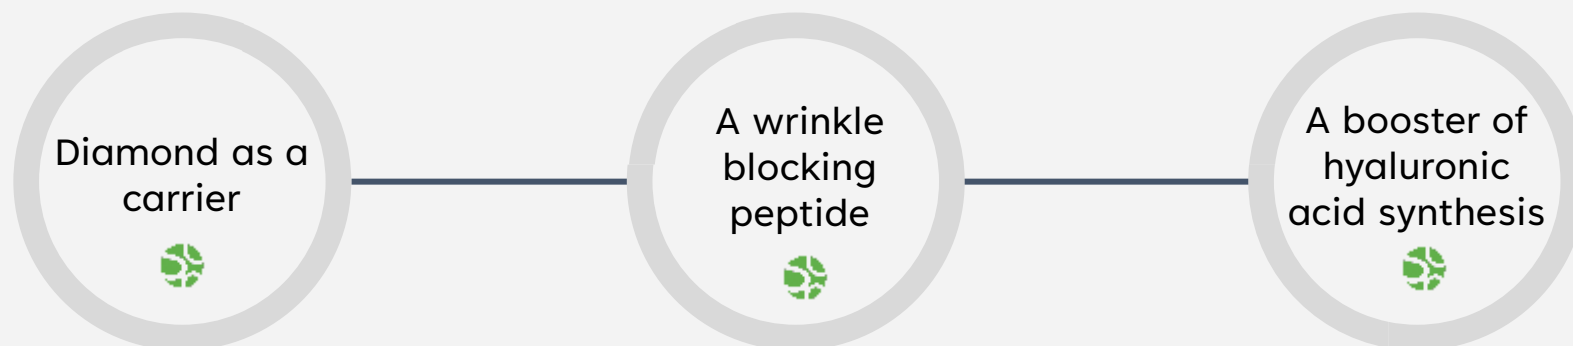 Diamond as a
carrier
A wrinkle
blocking
peptide
A booster of
hyaluronic
acid synthesis